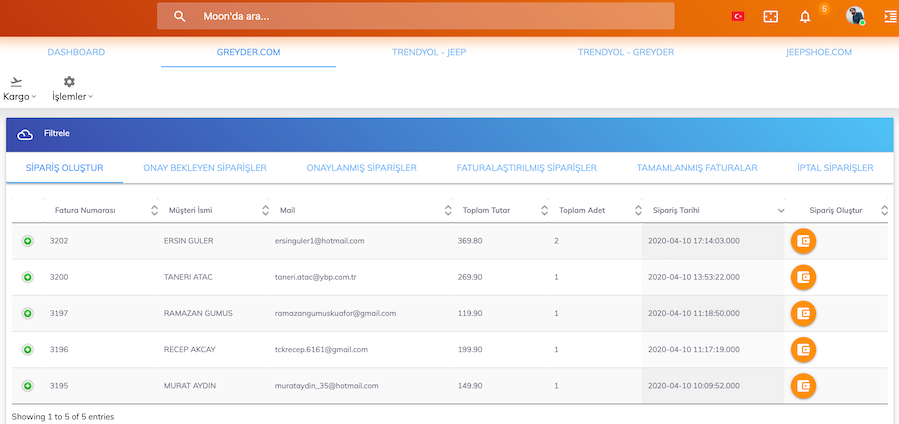 Moon'da ara...
5
DASHBOARD GREYDER.COM TRENDYOL - JEEP TRENDYOL - GREYDER JEEPSHOE.COM
Kargo İşlemler
Filtrele
SİPARİŞ OLUŞTUR ONAY BEKLEYEN SİPARİŞLER ONAYLANMIŞ SİPARİŞLER FATURALAŞTIRILMIŞ SİPARİŞLER TAMAMLANMIŞ FATURALAR İPTAL SİPARİŞLER
Fatura Numarası Müşteri İsmi Mail Toplam Tutar Toplam Adet Sipariş Tarihi Sipariş Oluştur
3202 ERSIN GULER ersinguler1@hotmail.com 369.80 2 2020-04-10 17:14:03.000
3200 TANERI ATAC taneri.atac@ybp.com.tr 269.90 1 2020-04-10 13:53:22.000
3197 RAMAZAN GUMUS ramazangumuskuafor@gmail.com 119.90 1 2020-04-10 11:18:50.000
3196 RECEP AKCAY tckrecep.6161@gmail.com 199.90 1 2020-04-10 11:17:19.000
3195 MURAT AYDIN murataydin_35@hotmail.com 149.90 1 2020-04-10 10:09:52.000
Showing 1 to 5 of 5 entries